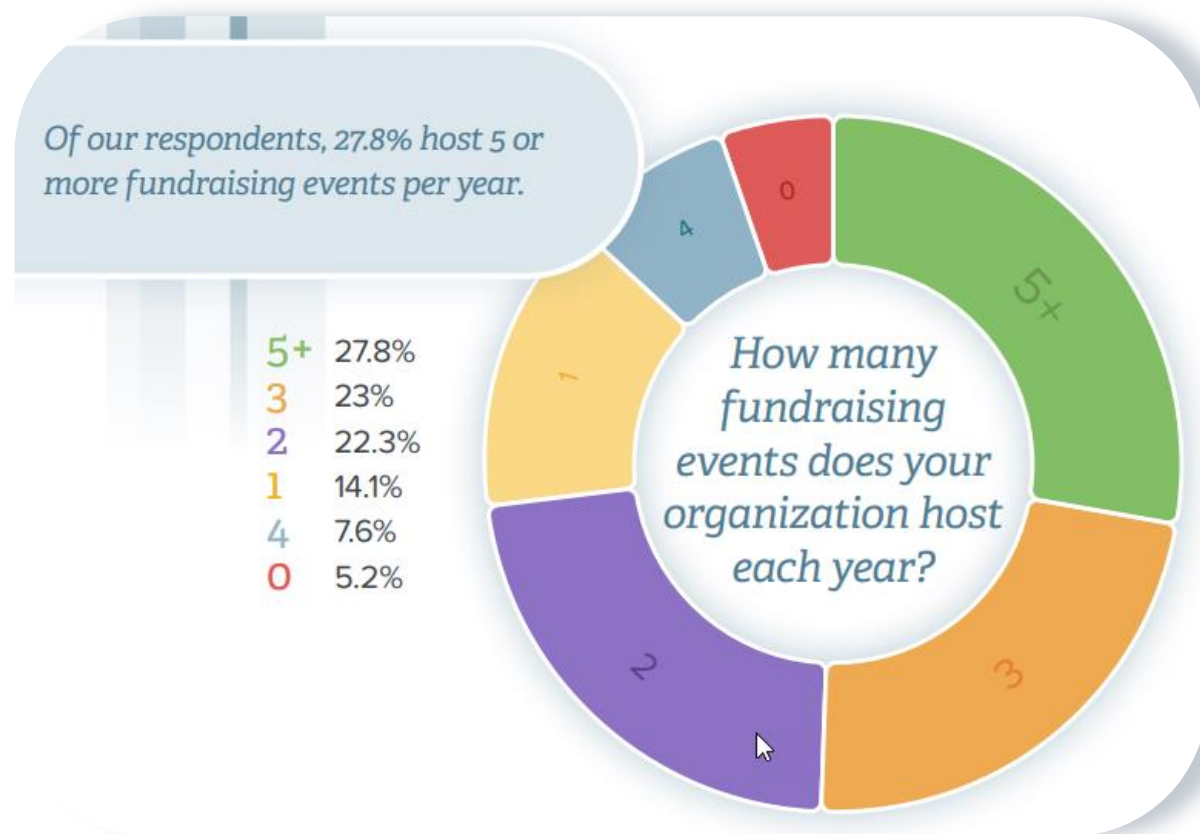 Of our respondents, 27.8% host 5 or
more fundraising events per year.
5+ 27.8%
3 23%
2 22.3%
1 14.1%
4 7.6%
0 5.2%
0
4
5+
1
How many
fundraising
events does your
organization host
each year?
2
3